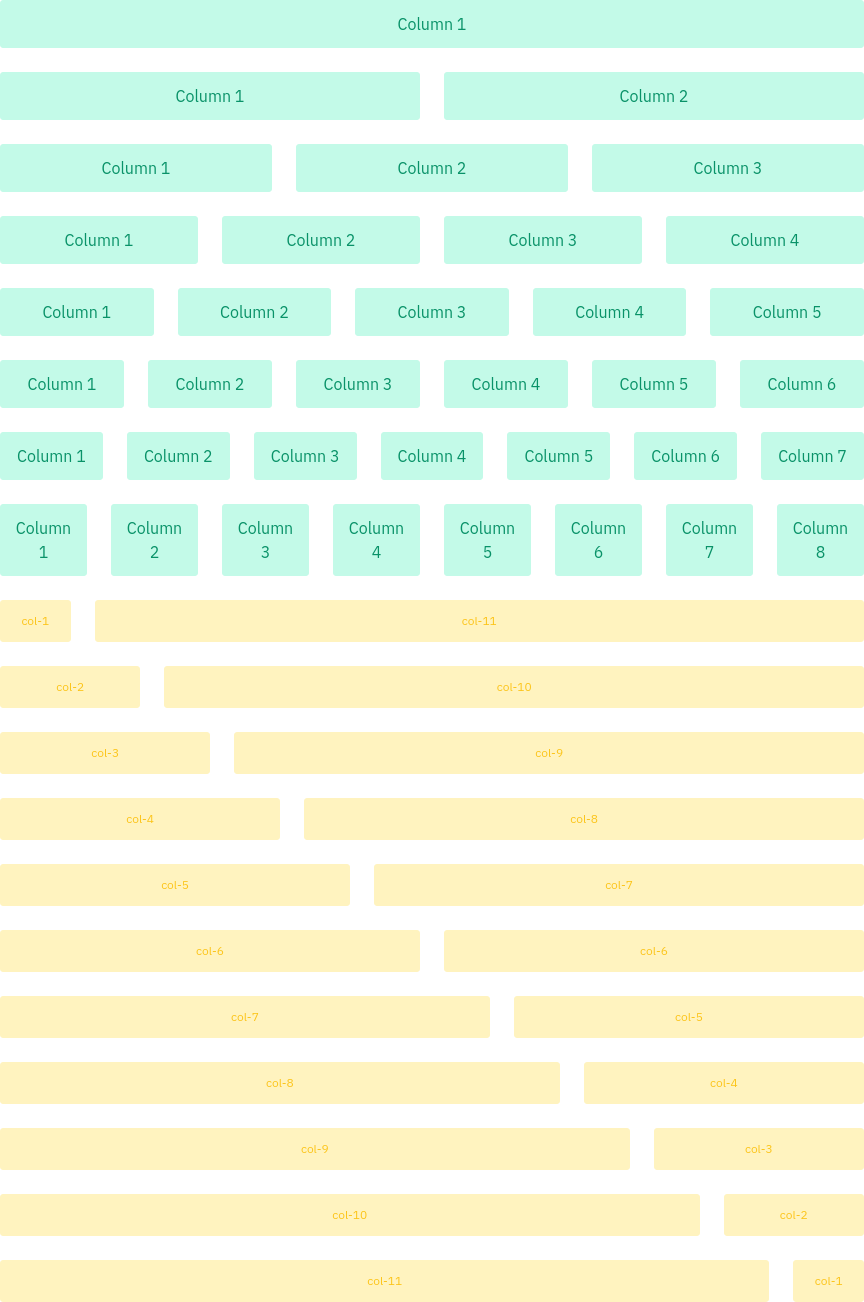 Column 1
Column 1 Column 2
Column 1 Column 2 Column 3
Column 1 Column 2 Column 3 Column 4
Column 1 Column 2 Column 3 Column 4 Column 5
Column 1 Column 2 Column 3 Column 4 Column 5 Column 6
Column 1 Column 2 Column 3 Column 4 Column 5 Column 6 Column 7
Column Column Column Column Column Column Column Column
1 2 3 4 5 6 7 8
col-1 col-11
col-2 col-10
col-3 col-9
col-4 col-8
col-5 col-7
col-6 col-6
col-7 col-5
col-8 col-4
col-9 col-3
col-10 col-2
col-11 col-1